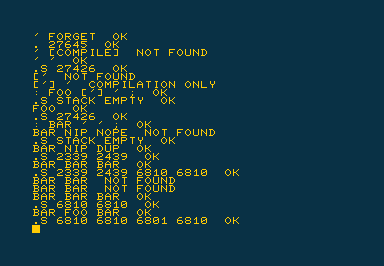 ' FORGET  OK
. 27645  OK
' [COMPILE]  NOT FOUND
' '  OK
.S 27426  OK
['  NOT FOUND
['] '  COMPILATION ONLY
: FOO ['] ' ;  OK
.S STACK EMPTY  OK
FOO  OK
.S 27426  OK
: BAR ' ' ;  OK
BAR NIP NOPE  NOT FOUND
.S STACK EMPTY  OK
BAR NIP DUP  OK
.S 2339 2439  OK
BAR BAR BAR  OK
.S 2339 2439 6810 6810  OK
BAR BAR  NOT FOUND
BAR BAR  NOT FOUND
BAR BAR BAR  OK
.S 6810 6810  OK
BAR FOO BAR  OK
.S 6810 6810 6801 6810  OK